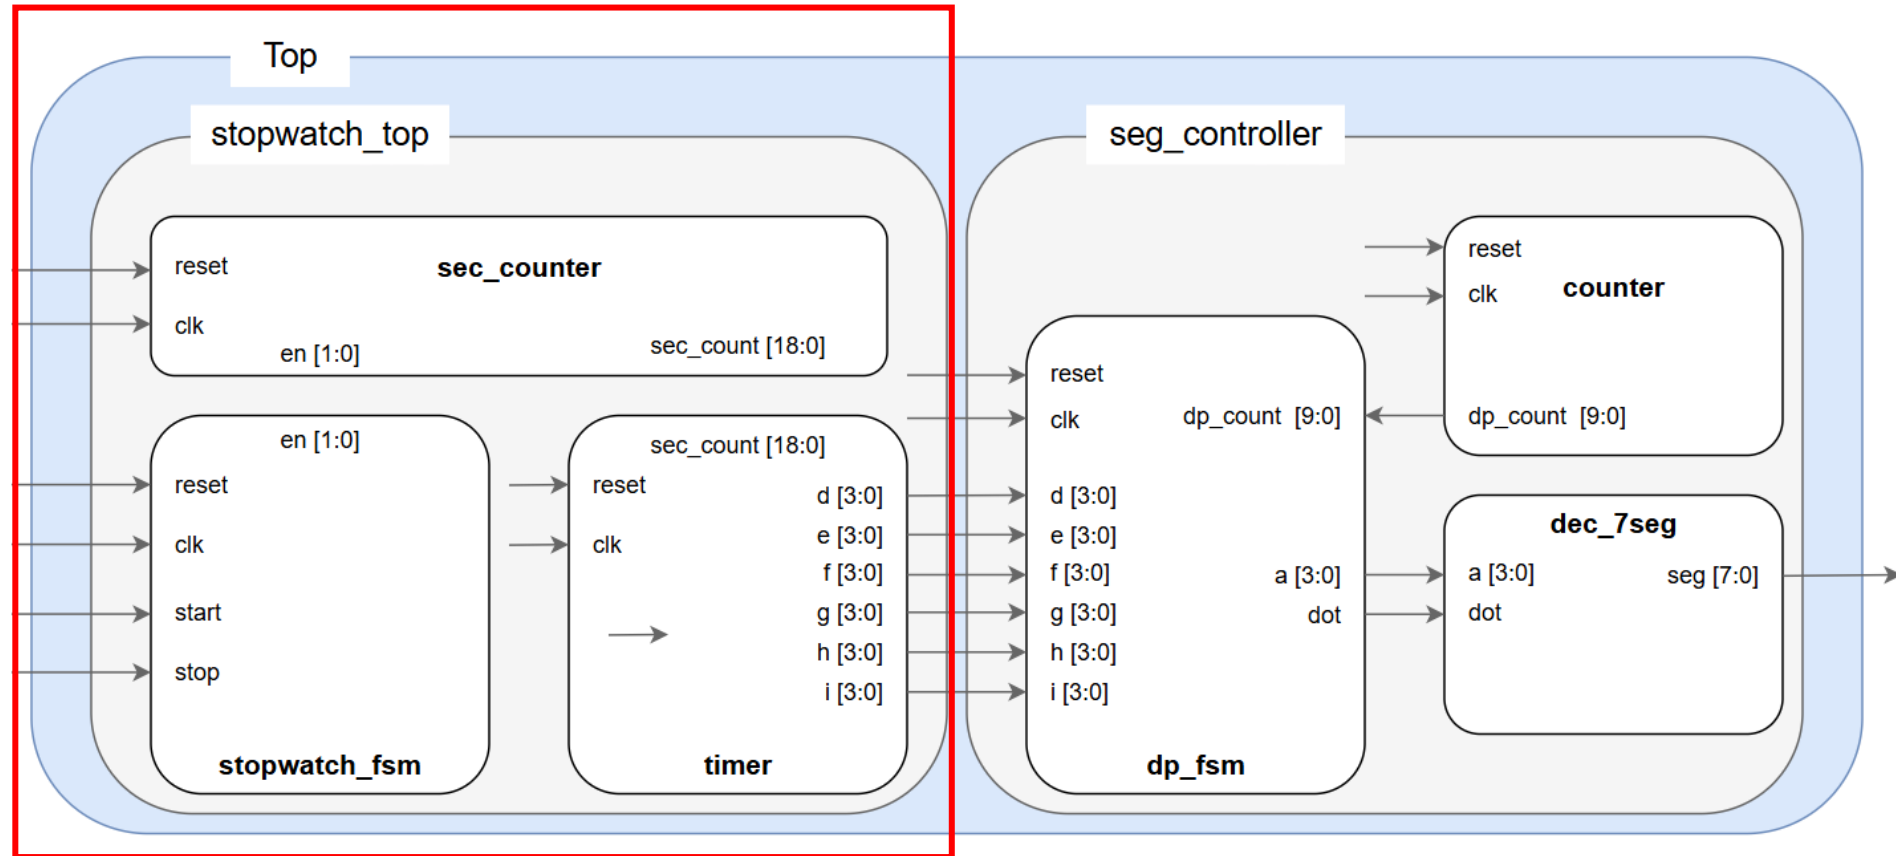 Top
stopwatch_top
reset
sec_counter
clk
en [1:0]
sec_count [18:0]
en [1:0]
reset
clk
start
stop
stopwatch_fsm
sec_count [18:0]
reset
clk
d [3:0]
e [3:0]
f [3:0]
g [3:0]
h [3:0]
i [3:0]
timer
seg_controller
reset
clk
dp_count [9:0]
d [3:0]
e [3:0]
f [3:0]
g [3:0]
h [3:0]
i [3:0]
a [3:0]
dot
dp_fsm
reset
clk
counter
dp_count [9:0]
dec_7seg
a [3:0]
seg [7:0]
dot